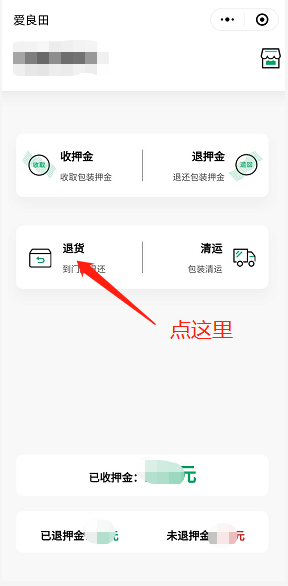 爱良田
收押金
退押金
收取
退回
收取包装押金
退还包装押金
退货
清运
到门
还
包装清运
点这里
已收押金:
元
已退押金
元
未退押金
元